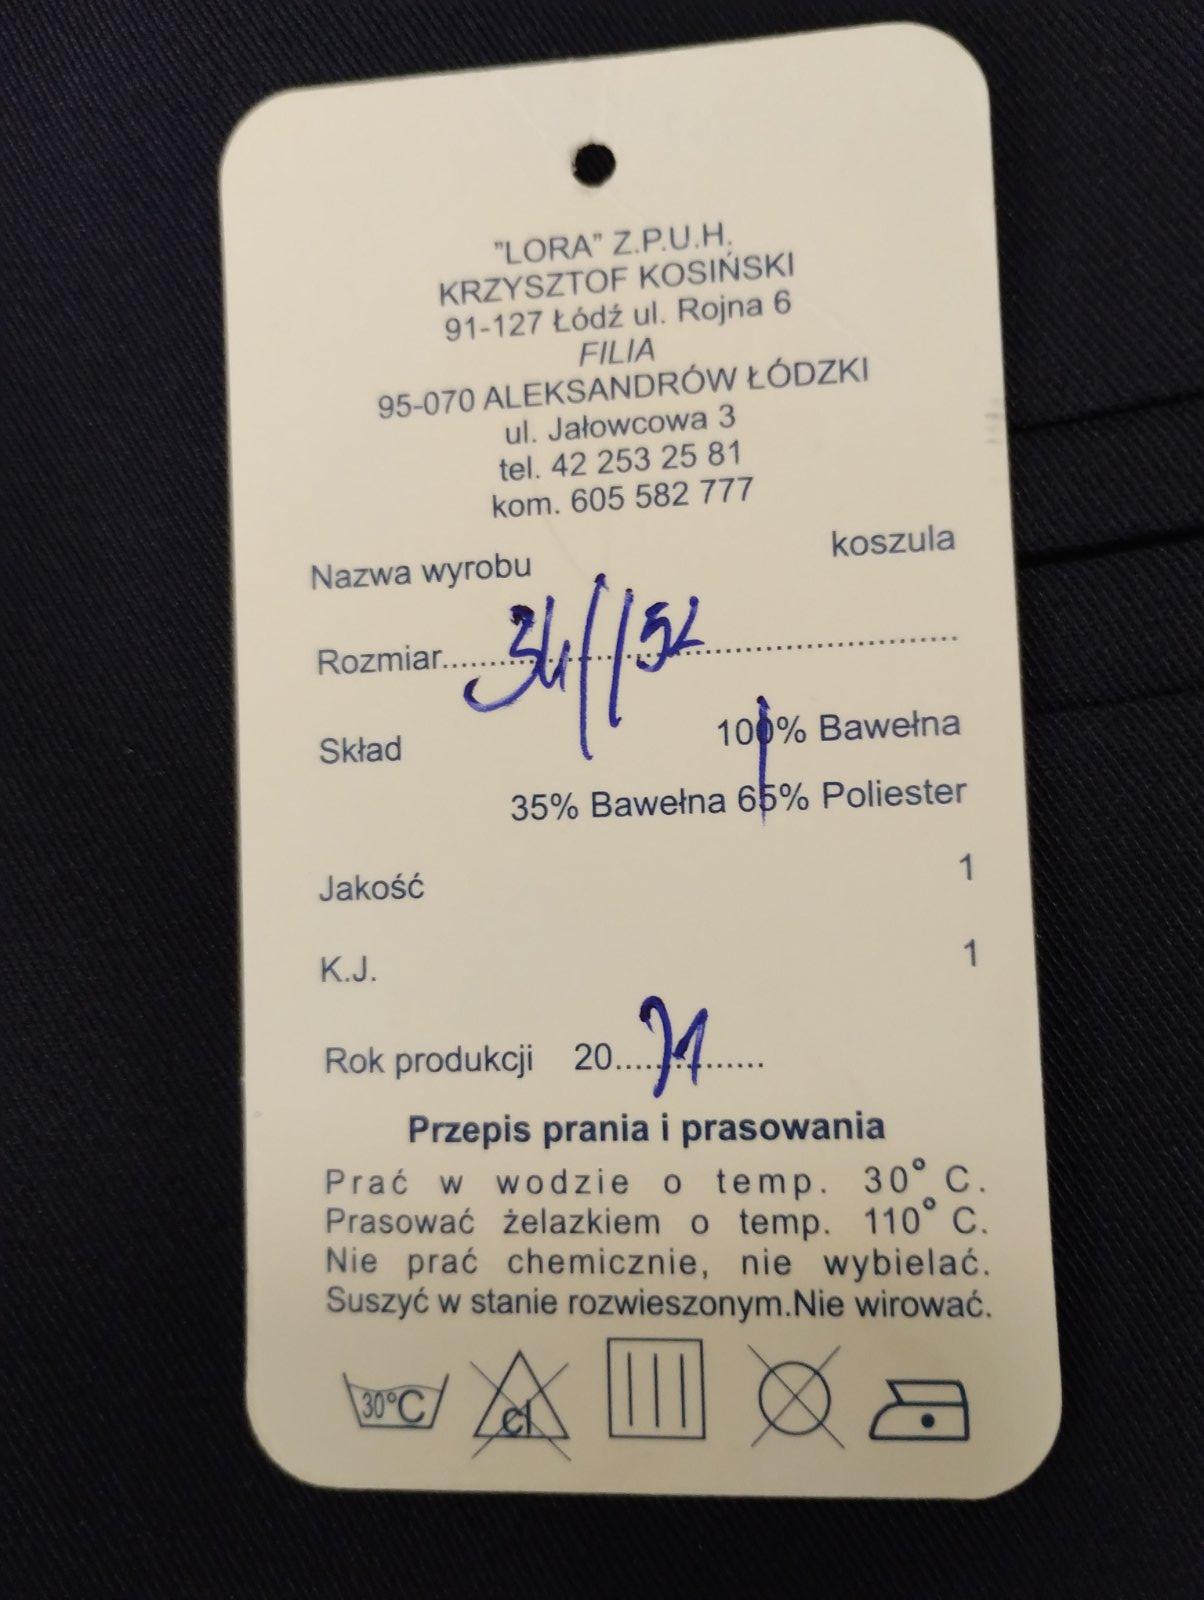 "LORA" Z.P.U.H.
KRZYSZTOF KOSIŃSKI
91-127 Łódź ul. Rojna 6
FILIA
95-070 ALEKSANDRÓW ŁÓDZKI
ul. Jałowcowa 3
tel. 42 253 25 81
kom. 605 582 777
Nazwa wyrobu koszula
Rozmiar..........
Skład 100% Bawełna
35% Bawełna 65% Poliester
Jakość 1
K.J. 1
Rok produkcji 20..21..
Przepis prania i prasowania
Prać w wodzie o temp. 30° C.
Prasować żelazkiem o temp. 110° C.
Nie prać chemicznie, nie wybielać.
Suszyć w stanie rozwieszonym.Nie wirować.
30°C cl